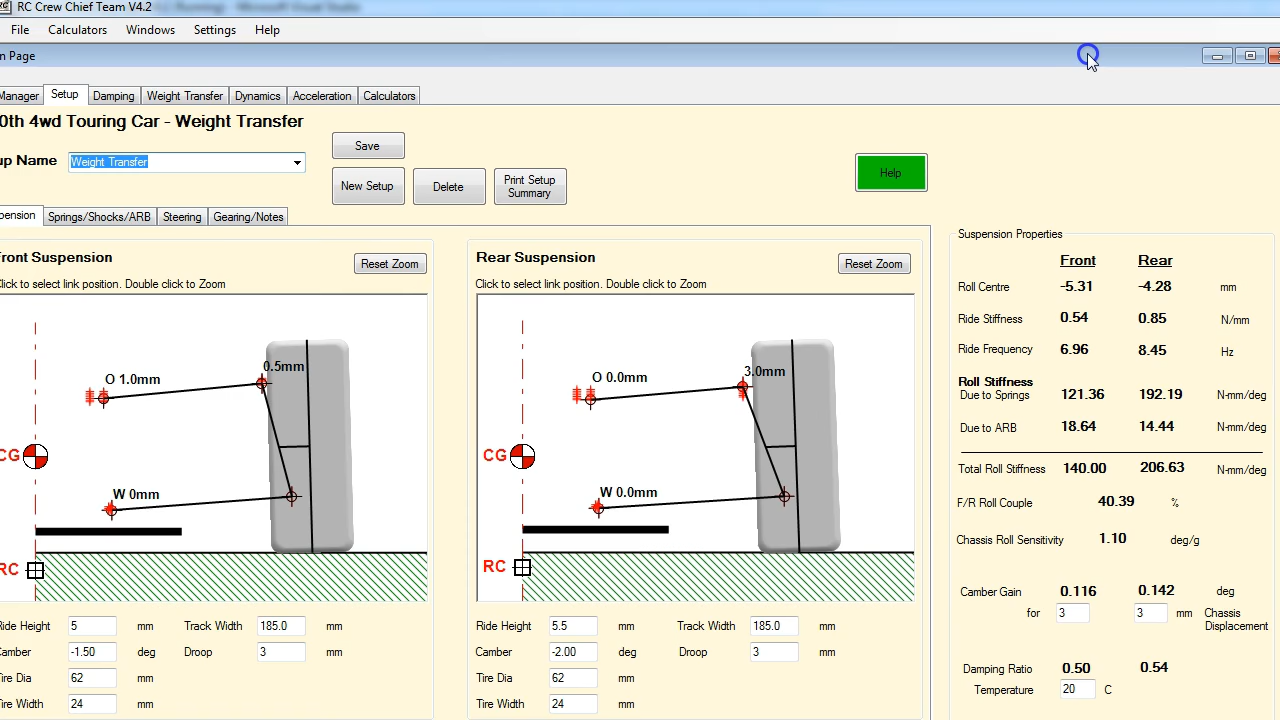 RC Crew Chief Team V4.2
File Calculators Windows Settings Help
n Page
Manager Setup Damping Weight Transfer Dynamics Acceleration Calculators
0th 4wd Touring Car - Weight Transfer
up Name Weight Transfer Save
New Setup Delete Print Setup Summary Help
pension Springs/Shocks/ARB Steering Gearing/Notes
Front Suspension Reset Zoom
Click to select link position. Double click to Zoom
O 1.0mm 0.5mm
CG
W 0mm
RC
Ride Height 5 mm Track Width 185.0 mm
Camber -1.50 deg Droop 3 mm
Tire Dia 62 mm
Tire Width 24 mm
Rear Suspension Reset Zoom
Click to select link position. Double click to Zoom
O 0.0mm 3.0mm
CG
W 0.0mm
RC
Ride Height 5.5 mm Track Width 185.0 mm
Camber -2.00 deg Droop 3 mm
Tire Dia 62 mm
Tire Width 24 mm
Suspension Properties
Front Rear
Roll Centre -5.31 -4.28 mm
Ride Stiffness 0.54 0.85 N/mm
Ride Frequency 6.96 8.45 Hz
Roll Stiffness
Due to Springs 121.36 192.19 N-mm/deg
Due to ARB 18.64 14.44 N-mm/deg
Total Roll Stiffness 140.00 206.63 N-mm/deg
F/R Roll Couple 40.39 %
Chassis Roll Sensitivity 1.10 deg/g
Camber Gain 0.116 0.142 deg
for 3 3 mm Chassis
Displacement
Damping Ratio 0.50 0.54
Temperature 20 C